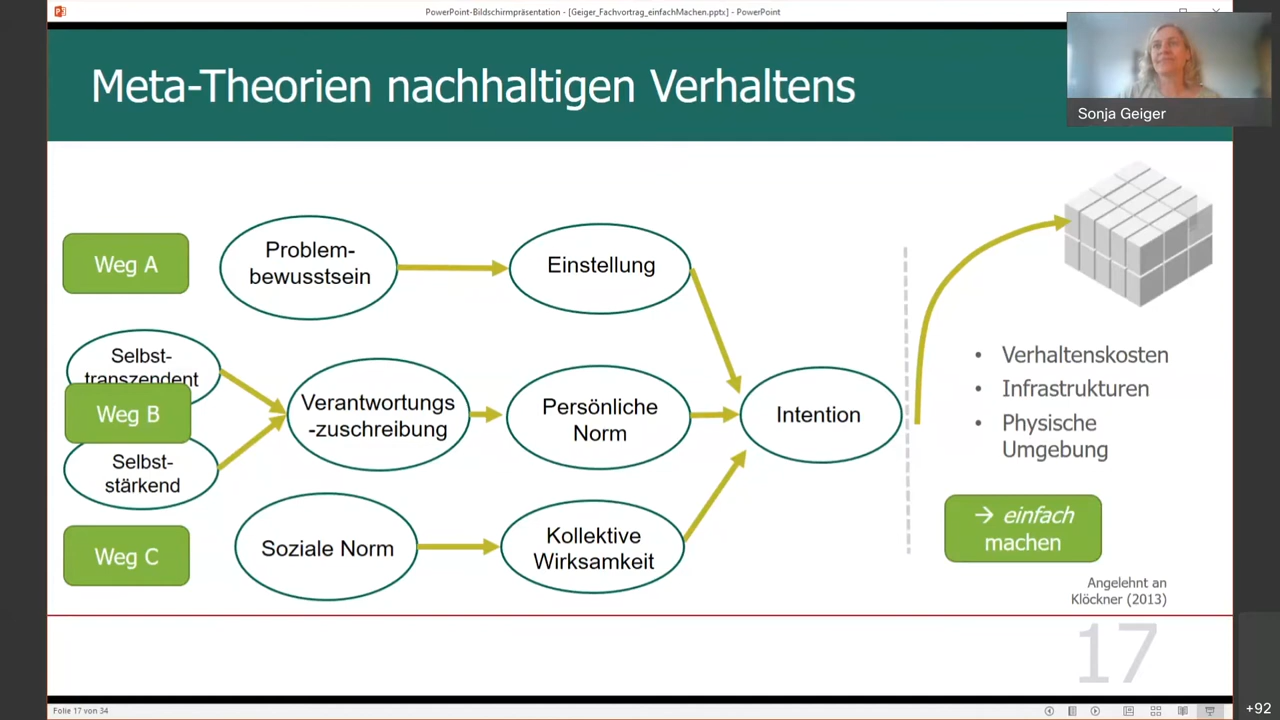 PowerPoint-Bildschirmpräsentation - [Geiger_Fachvortrag_einfachMachen.pptx] - PowerPoint
Meta-Theorien nachhaltigen Verhaltens
Sonja Geiger
Weg A
Problem-
bewusstsein
Einstellung
Selbst-
transzendent
Weg B
Selbst-
stärkend
Verantwortungs
-zuschreibung
Persönliche
Norm
Intention
Weg C
Soziale Norm
Kollektive
Wirksamkeit
• Verhaltenskosten
• Infrastrukturen
• Physische
Umgebung
→ einfach
machen
Angelehnt an
Klöckner (2013)
17
Folie 17 von 34
+92